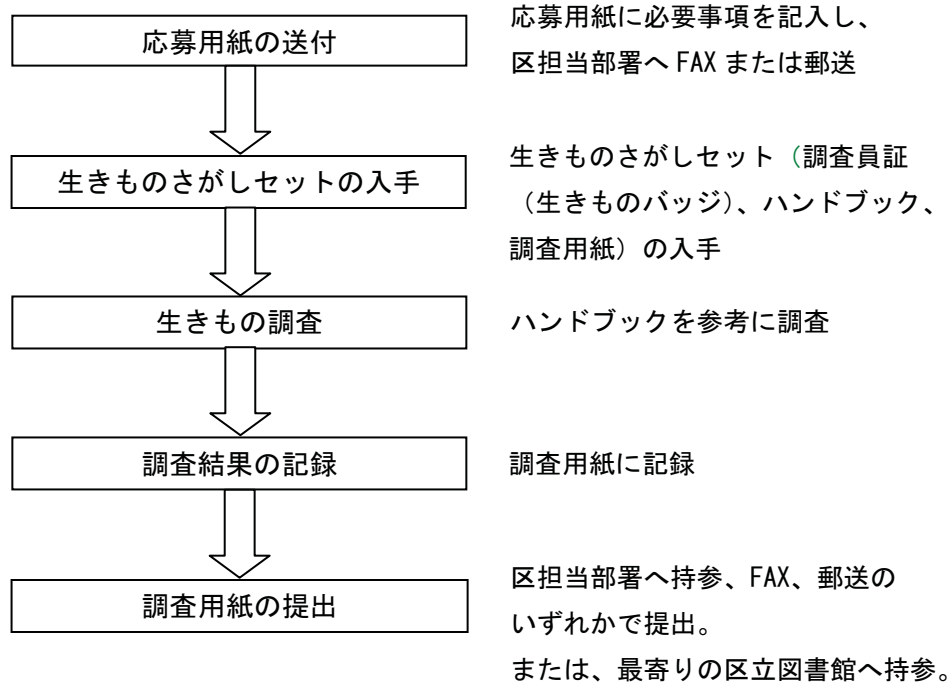 応募用紙の送付
応募用紙に必要事項を記入し、
区担当部署へ FAX または郵送
生きものさがしセットの入手
生きものさがしセット（調査員証
（生きものバッジ）、ハンドブック、
調査用紙）の入手
生きもの調査
ハンドブックを参考に調査
調査結果の記録
調査用紙に記録
調査用紙の提出
区担当部署へ持参、FAX、郵送の
いずれかで提出。
または、最寄りの区立図書館へ持参。